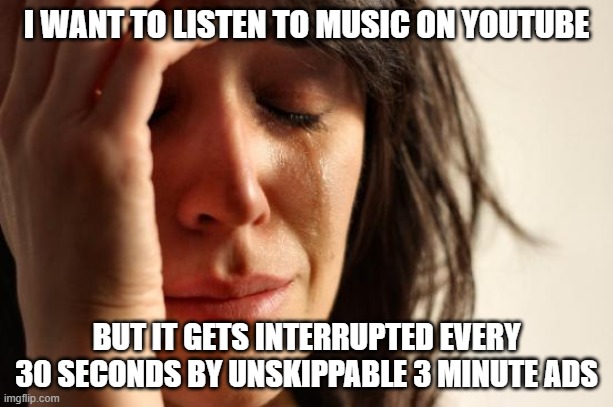 I WANT TO LISTEN TO MUSIC ON YOUTUBE
BUT IT GETS INTERRUPTED EVERY
30 SECONDS BY UNSKIPPABLE 3 MINUTE ADS
imgflip.com